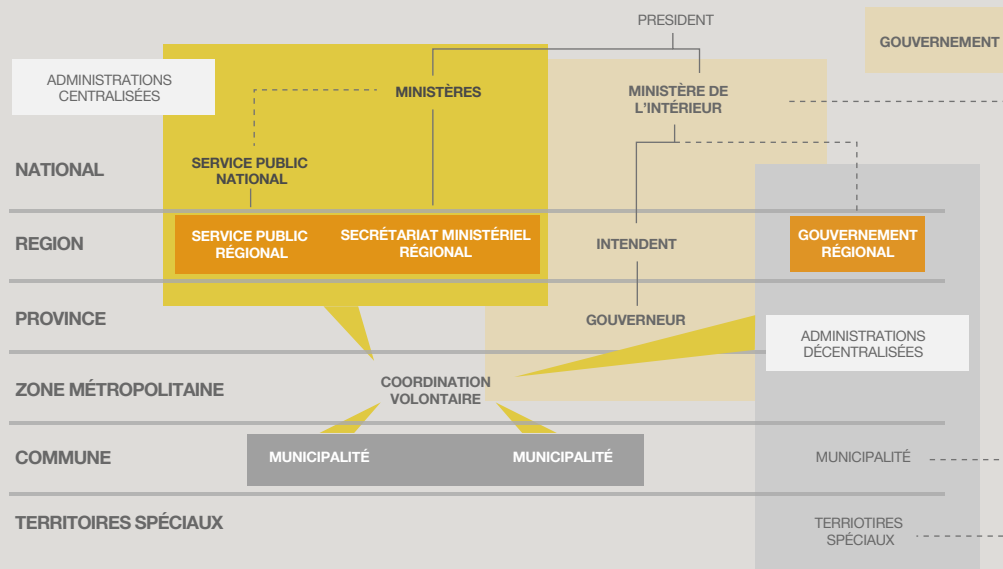 PRESIDENT
GOUVERNEMENT
ADMINISTRATIONS
CENTRALISÉES
MINISTÈRES
MINISTÈRE DE
L'INTÉRIEUR
NATIONAL
SERVICE PUBLIC
NATIONAL
REGION
SERVICE PUBLIC
RÉGIONAL
SECRÉTARIAT MINISTÉRIEL
RÉGIONAL
INTENDENT
GOUVERNEMENT
RÉGIONAL
PROVINCE
GOUVERNEUR
ADMINISTRATIONS
DÉCENTRALISÉES
ZONE MÉTROPOLITAINE
COORDINATION
VOLONTAIRE
COMMUNE
MUNICIPALITÉ
MUNICIPALITÉ
MUNICIPALITÉ
TERRITOIRES SPÉCIAUX
TERRIOTIRES
SPÉCIAUX